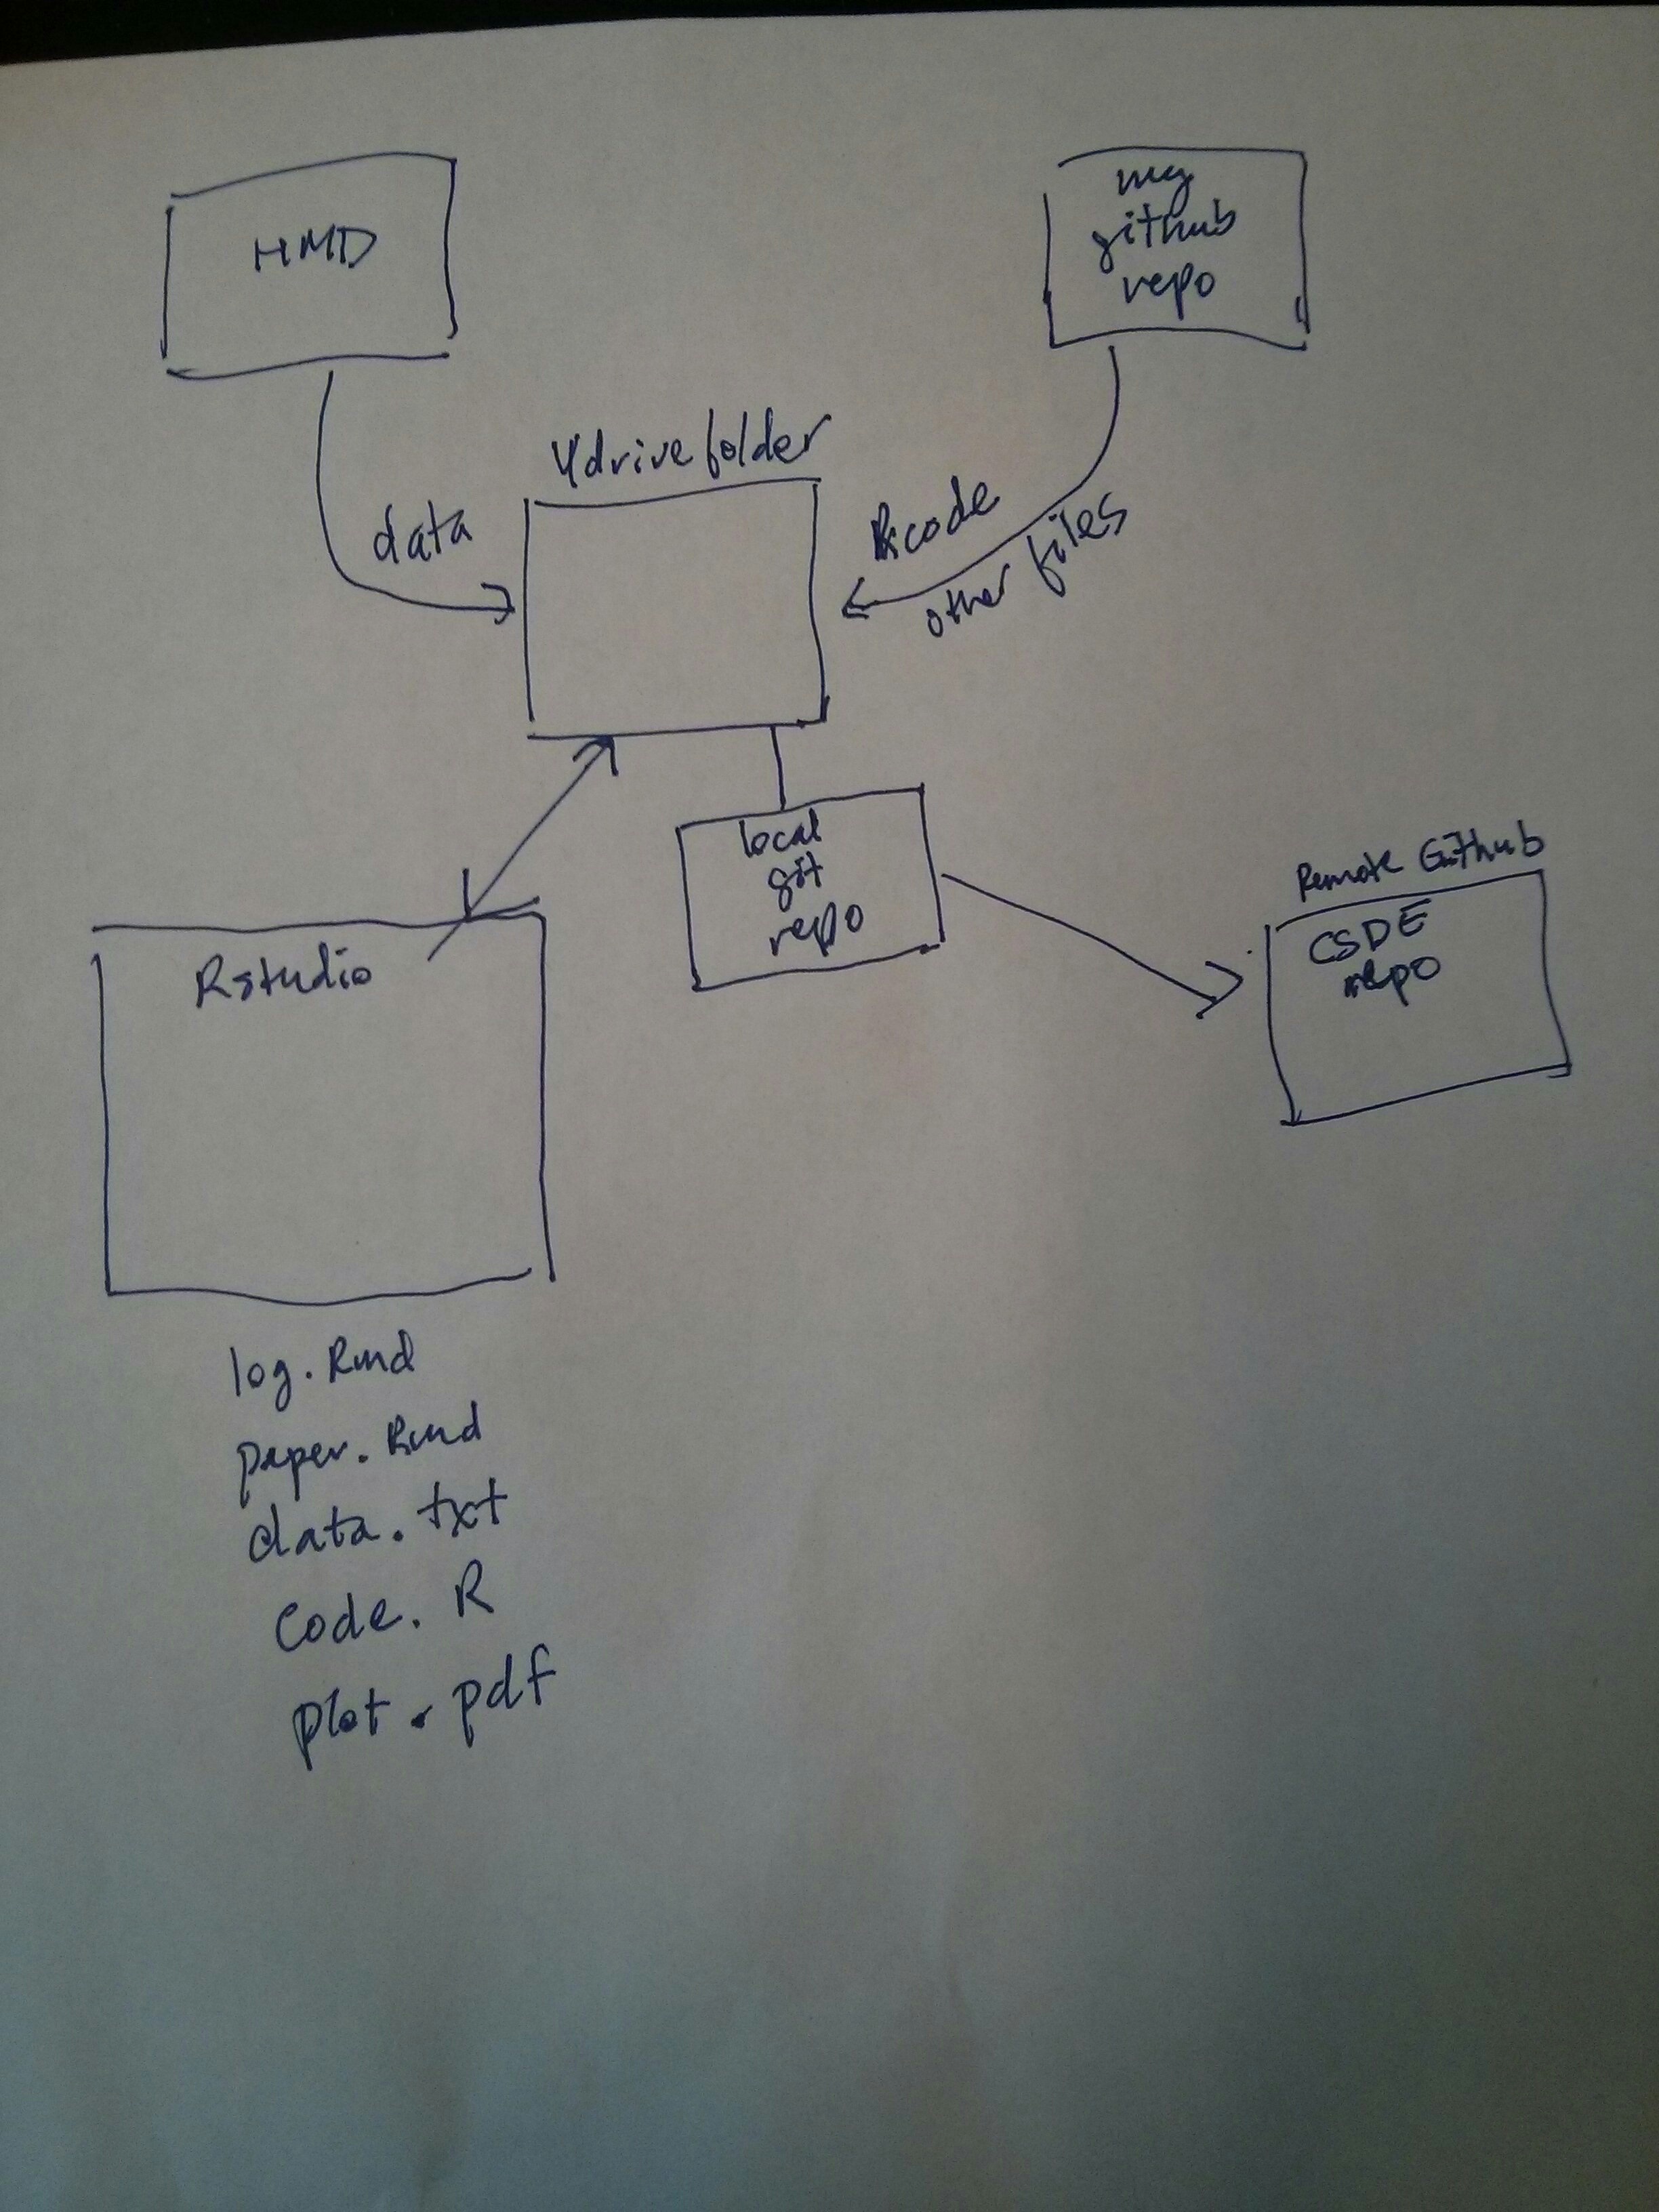 HMD
my
github
repo
Udrive folder
data
Rcode
other files
local
git
repo
Remote Github
CSDE
repo
Rstudio
log.Rmd
paper.Rmd
data.txt
Code.R
plot.pdf